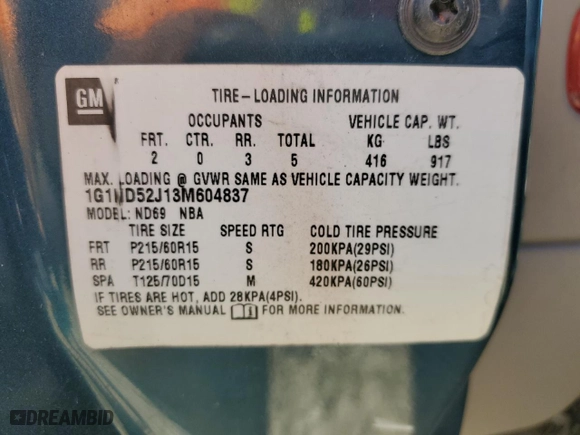 GM
TIRE-LOADING INFORMATION
OCCUPANTS VEHICLE CAP. WT.
FRT. CTR. RR. TOTAL KG LBS
2 0 3 5 416 917
MAX. LOADING @ GVWR SAME AS VEHICLE CAPACITY WEIGHT.
1G1ND52J13M604837
MODEL: ND69 NBA
TIRE SIZE SPEED RTG COLD TIRE PRESSURE
FRT P215/60R15 S 200KPA(29PSI)
RR P215/60R15 S 180KPA(26PSI)
SPA T125/70D15 M 420KPA(60PSI)
IF TIRES ARE HOT, ADD 28KPA(4PSI).
SEE OWNER'S MANUAL FOR MORE INFORMATION.
DREAMBID